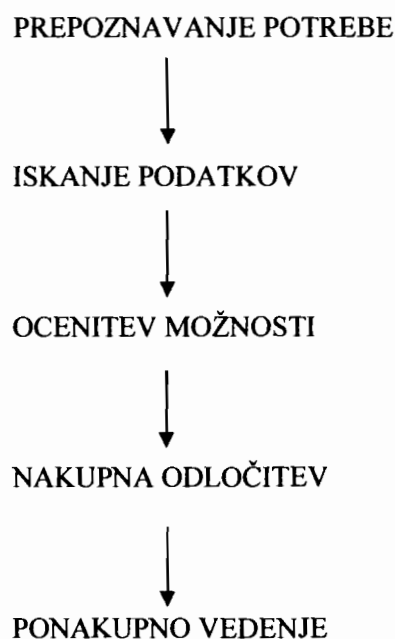 PREPOZNAVANJE POTREBE
ISKANJE PODATKOV
OCENITEV MOŽNOSTI
NAKUPNA ODLOČITEV
PONAKUPNO VEDENJE